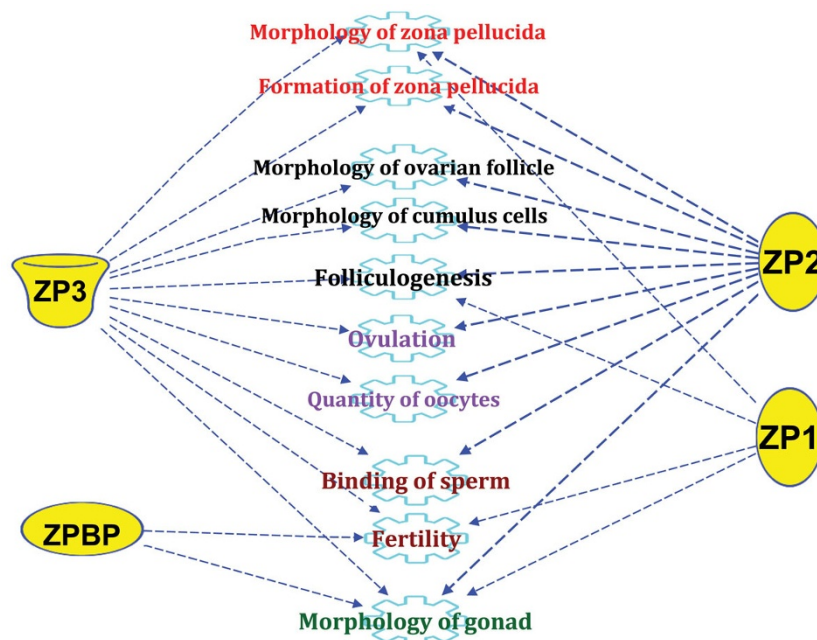 Morphology of zona pellucida
Formation of zona pellucida
Morphology of ovarian follicle
Morphology of cumulus cells
ZP3
ZP2
Folliculogenesis
Ovulation
Quantity of oocytes
ZP1
Binding of sperm
ZPBP
Fertility
Morphology of gonad